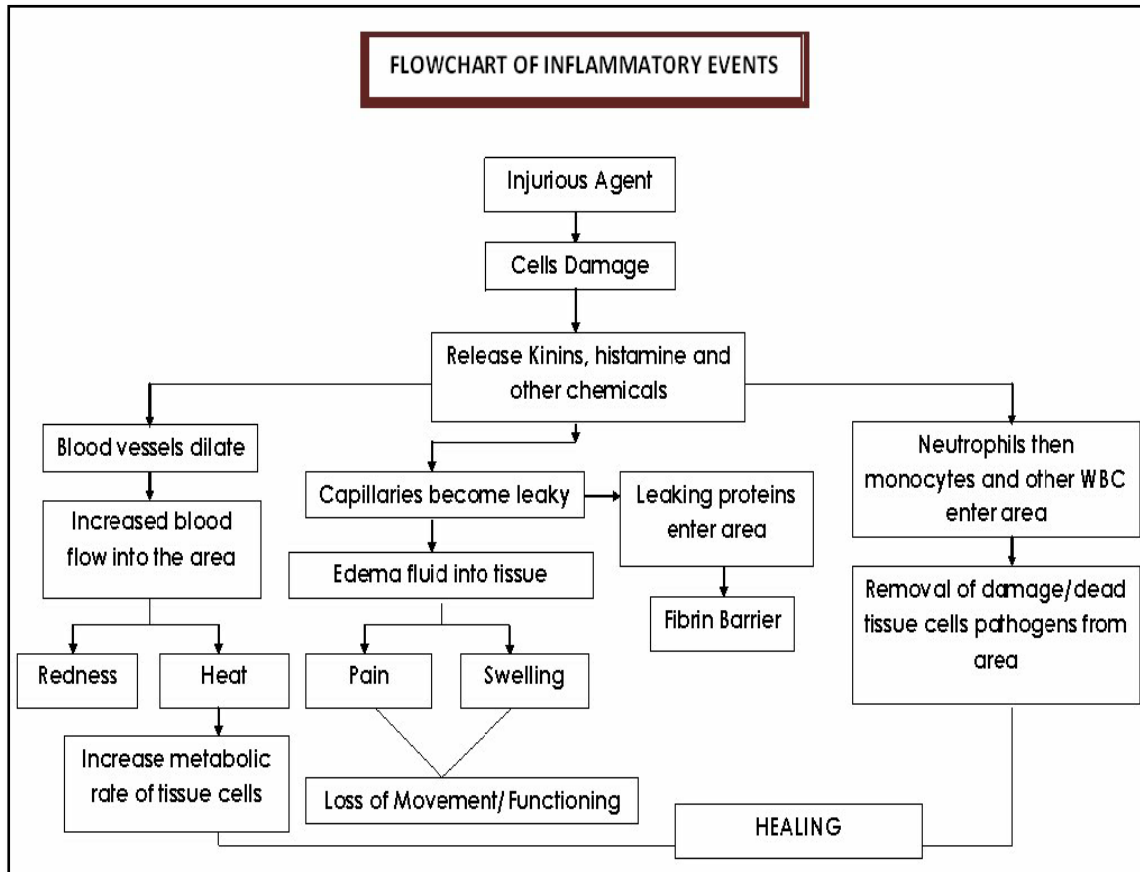 FLOWCHART OF INFLAMMATORY EVENTS
Injurious Agent
Cells Damage
Release Kinins, histamine and
other chemicals
Blood vessels dilate
Increased blood
flow into the area
Redness
Heat
Increase metabolic
rate of tissue cells
Capillaries become leaky
Edema fluid into tissue
Pain
Swelling
Loss of Movement/Functioning
Leaking proteins
enter area
Fibrin Barrier
Neutrophils then
monocytes and other WBC
enter area
Removal of damage/dead
tissue cells pathogens from
area
HEALING